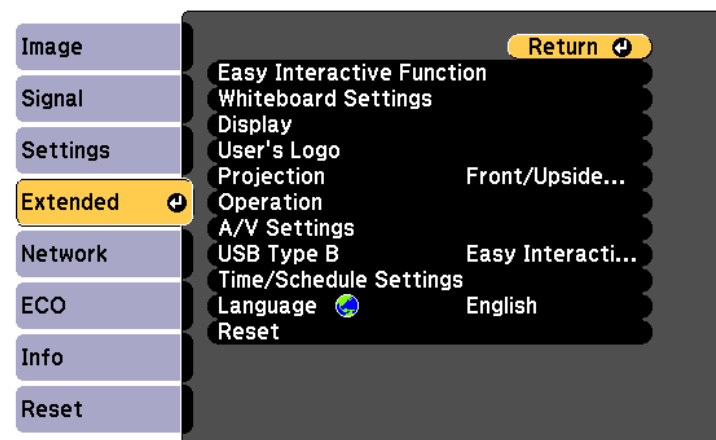 Image
Signal
Settings
Extended
Network
ECO
Info
Reset
Return
Easy Interactive Function
Whiteboard Settings
Display
User's Logo
Projection Front/Upside...
Operation
A/V Settings
USB Type B Easy Interacti...
Time/Schedule Settings
Language English
Reset